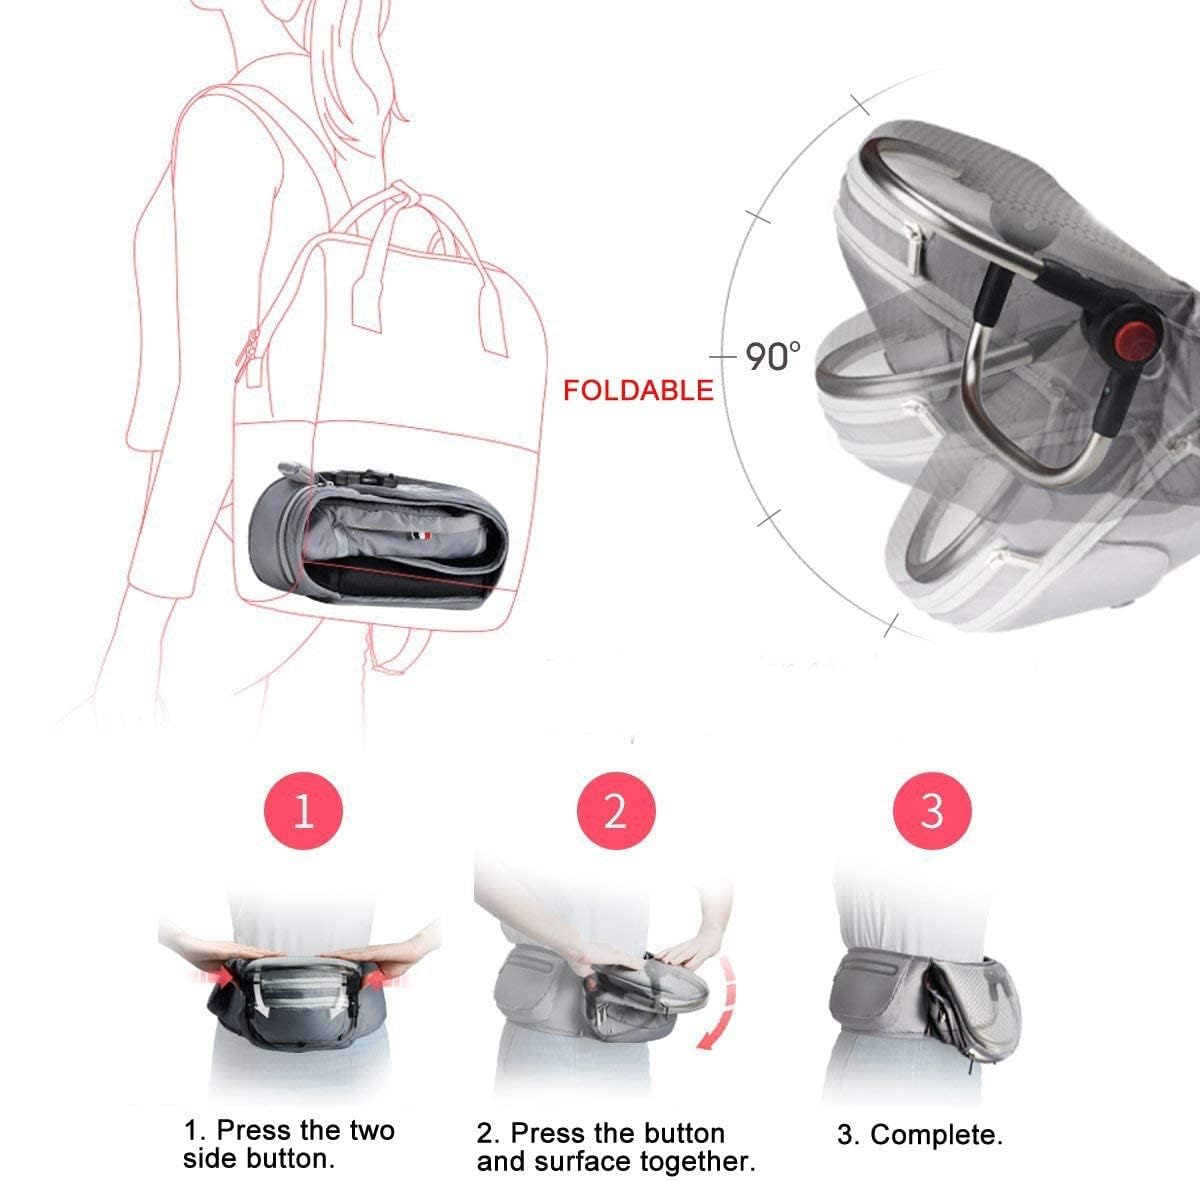 90°
FOLDABLE
1
2
3
1. Press the two
side button.
2. Press the button
and surface together.
3. Complete.